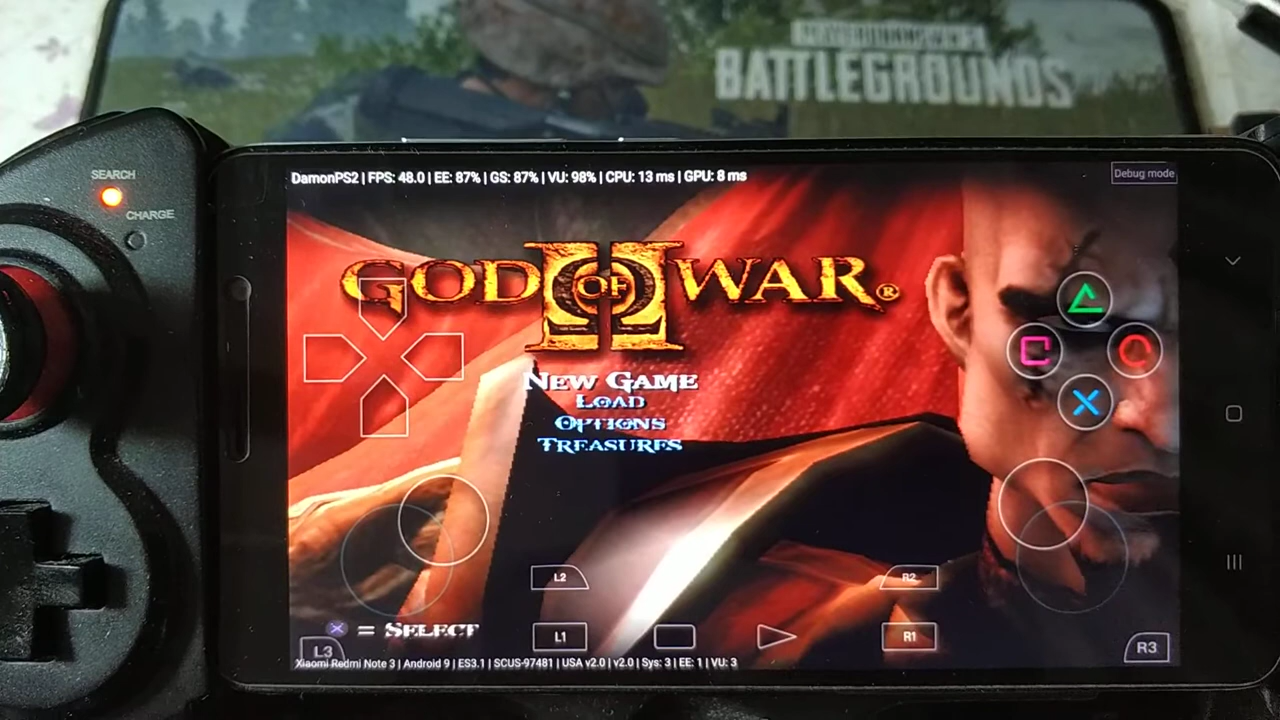 BATTLEGROUNDS
SEARCH
CHARGE
DamonPS2 | FPS: 48.0 | EE: 87% | GS: 87% | VU: 98% | CPU: 13 ms | GPU: 8 ms
Debug mode
GOD OF WAR®
II
NEW GAME
LOAD
OPTIONS
TREASURES
L2
R2
= SELECT
L1
R1
L3
R3
Xiaomi Redmi Note 3 | Android 9 | ES3.1 | SCUS-97481 | USA v2.0 | v2.0 | Sys: 3 | EE: 1 | VU: 3